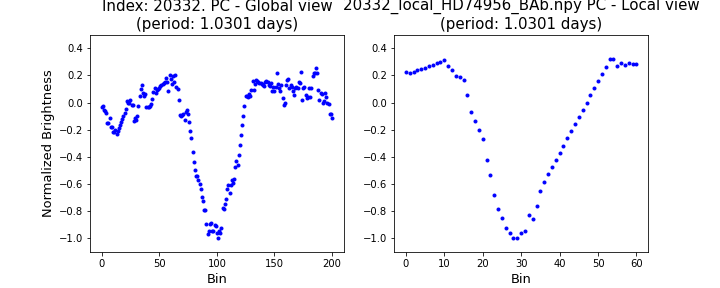 Index: 20332. PC - Global view
(period: 1.0301 days)
20332_local_HD74956_BAb.npy PC - Local view
(period: 1.0301 days)
Normalized Brightness
0.4
0.2
0.0
−0.2
−0.4
−0.6
−0.8
−1.0
0 50 100 150 200
Bin
0.4
0.2
0.0
−0.2
−0.4
−0.6
−0.8
−1.0
0 10 20 30 40 50 60
Bin